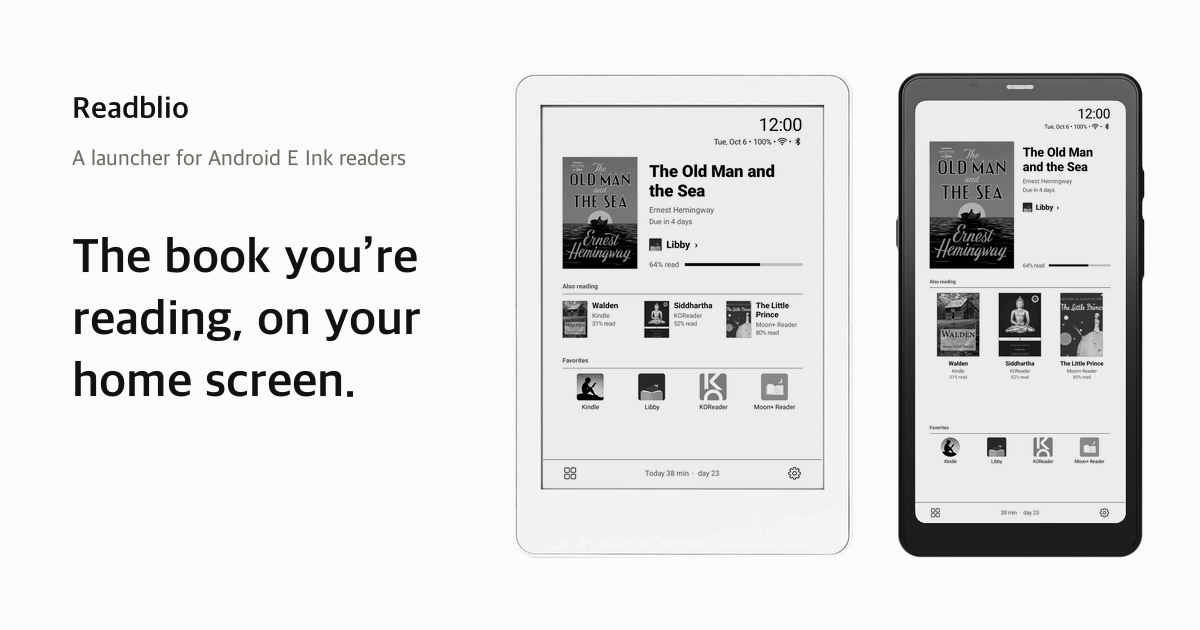 Readblio
A launcher for Android E Ink readers
The book you’re
reading, on your
home screen.
12:00
Tue, Oct 6 • 100% •
The
OLD MAN
and
THE SEA
Ernest
Hemingway
The Old Man and
the Sea
Ernest Hemingway
Due in 4 days
Libby ›
64% read
Also reading
WALDEN
Walden
Kindle
31% read
Siddhartha
KOReader
52% read
The Little Prince
The Little
Prince
Moon+ Reader
80% read
Favorites
Kindle
Libby
KOReader
Moon+ Reader
Today 38 min · day 23
12:00
Tue, Oct 6 • 100% •
The
OLD MAN
and
THE SEA
Ernest
Hemingway
The Old Man
and the Sea
Ernest Hemingway
Due in 4 days
Libby ›
64% read
Also reading
WALDEN
The Little Prince
Walden
Kindle
31% read
Siddhartha
KOReader
52% read
The Little Prince
Moon+ Reader
80% read
Favorites
Kindle
Libby
KOReader
Moon+ Reader
38 min · day 23